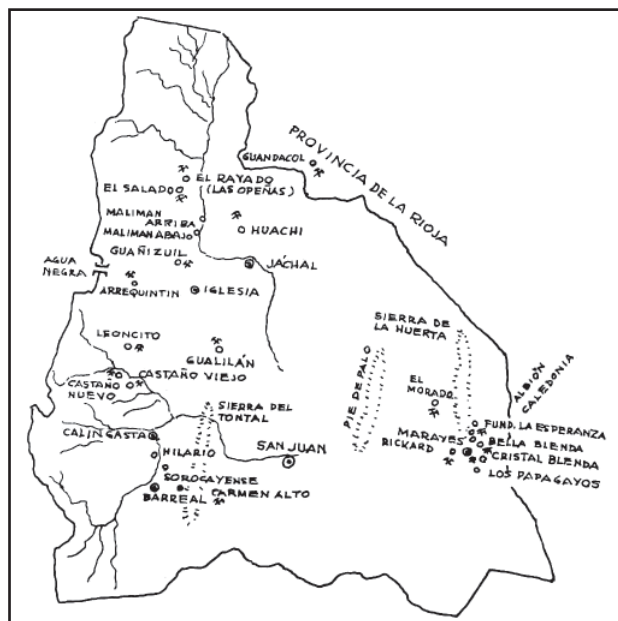 GUANDACOL
PROVINCIA DE LA RIOJA
EL RAYADO
(LAS OPEÑAS)
EL SALADO
MALIMAN
ARRIBA
MALIMAN ABAJO
HUACHI
GUAÑIZUIL
JÁCHAL
AGUA
NEGRA
ARREQUINTIN
IGLESIA
SIERRA DE
LA HUERTA
LEONCITO
GUALILÁN
PIE DE PALO
CASTAÑO VIEJO
CASTAÑO
NUEVO
EL
MORADO
ALBIÓN
CALEDONIA
SIERRA DEL
TONTAL
FUND. LA ESPERANZA
CALINGASTA
SAN JUAN
MARAYES
BELLA BLENDA
HILARIO
RICKARD
CRISTAL BLENDA
SOROCAYENSE
LOS PAPAGAYOS
BARREAL
CARMEN ALTO